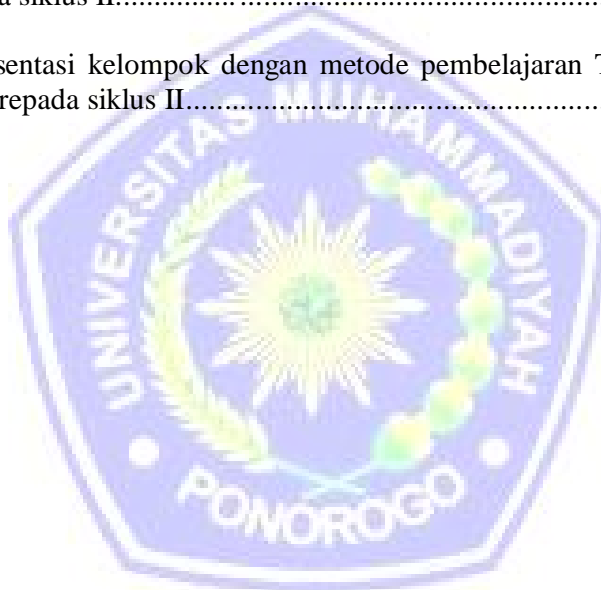 a siklus II
sentasi kelompok dengan metode pembelajaran T
repada siklus II
UNIVERSITAS MUHAMMADIYAH
PONOROGO